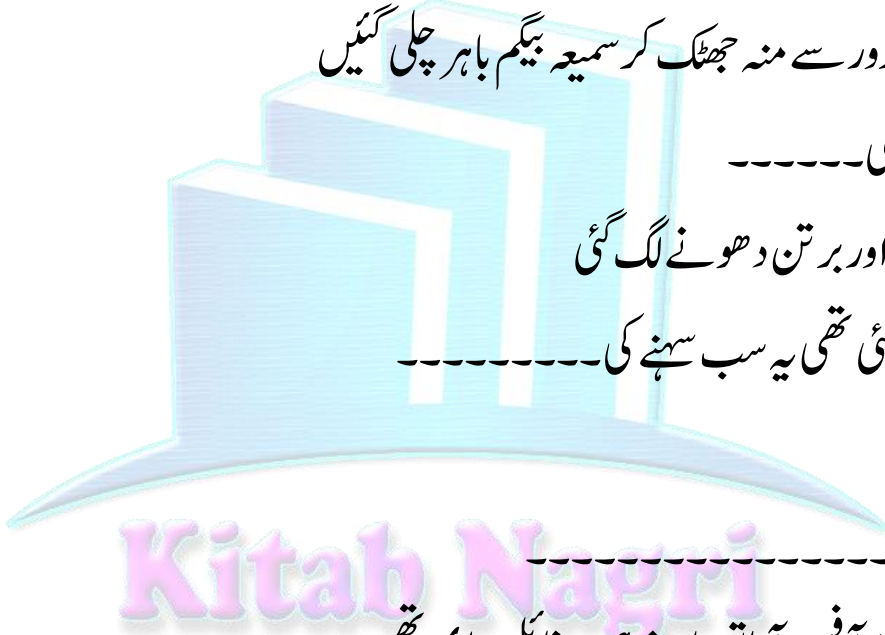 زور سے منہ جھٹک کر سمیعہ بیگم باہر چلی گئیں
ی۔۔۔۔۔۔
اور برتن دھونے لگ گئی
ئی تھی یہ سب سہنے کی۔۔۔۔۔۔۔۔۔
۔۔۔۔۔۔۔۔۔۔۔۔۔۔۔
Kitab Nagri